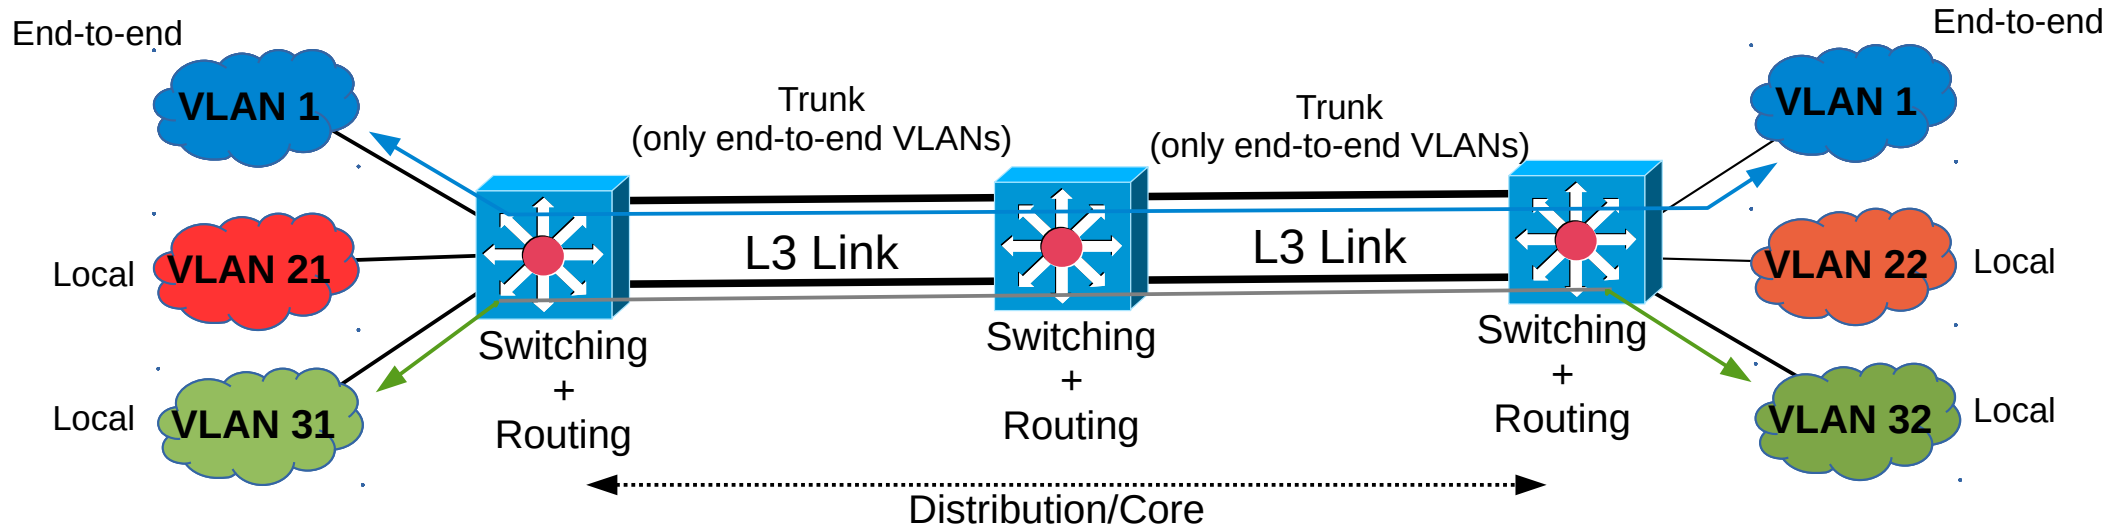 End-to-end
End-to-end
VLAN 1
Trunk
(only end-to-end VLANs)
Trunk
(only end-to-end VLANs)
VLAN 1
Local
VLAN 21
L3 Link
L3 Link
VLAN 22
Local
Local
VLAN 31
Switching
+
Routing
Switching
+
Routing
Switching
+
Routing
VLAN 32
Local
Distribution/Core